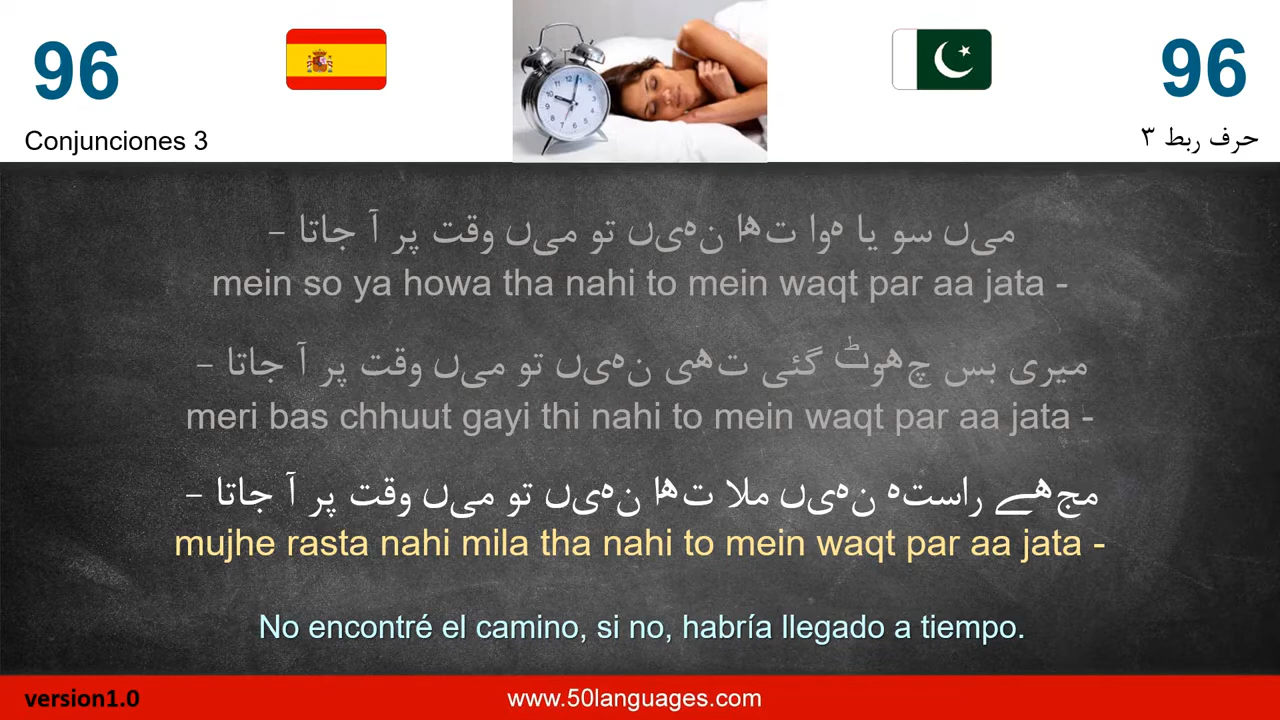 96
96
Conjunciones 3
حرف ربط ۳
میں سو یا ہوا تھا نہیں تو میں وقت پر آ جاتا –
mein so ya howa tha nahi to mein waqt par aa jata -
میری بس چھوٹ گئی تھی نہیں تو میں وقت پر آ جاتا –
meri bas chhuut gayi thi nahi to mein waqt par aa jata -
مجھے راستہ نہیں ملا تھا نہیں تو میں وقت پر آ جاتا –
mujhe rasta nahi mila tha nahi to mein waqt par aa jata -
No encontré el camino, si no, habría llegado a tiempo.
version1.0
www.50languages.com